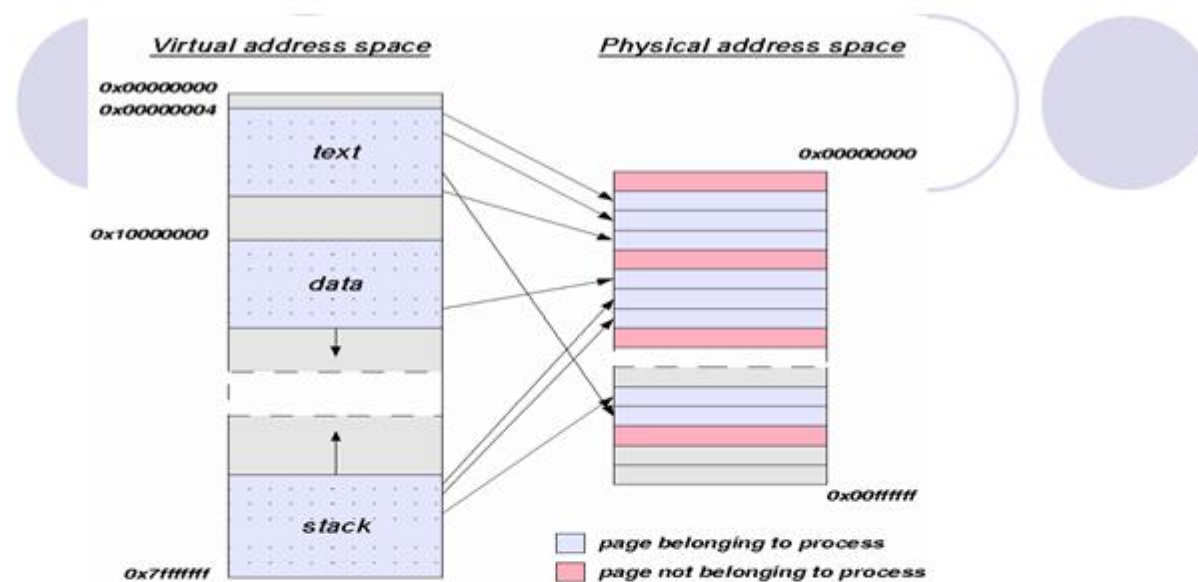 Virtual address space
Physical address space
0x00000000
0x00000004
text
0x10000000
data
stack
0x7fffffff
0x00000000
0x00ffffff
page belonging to process
page not belonging to process